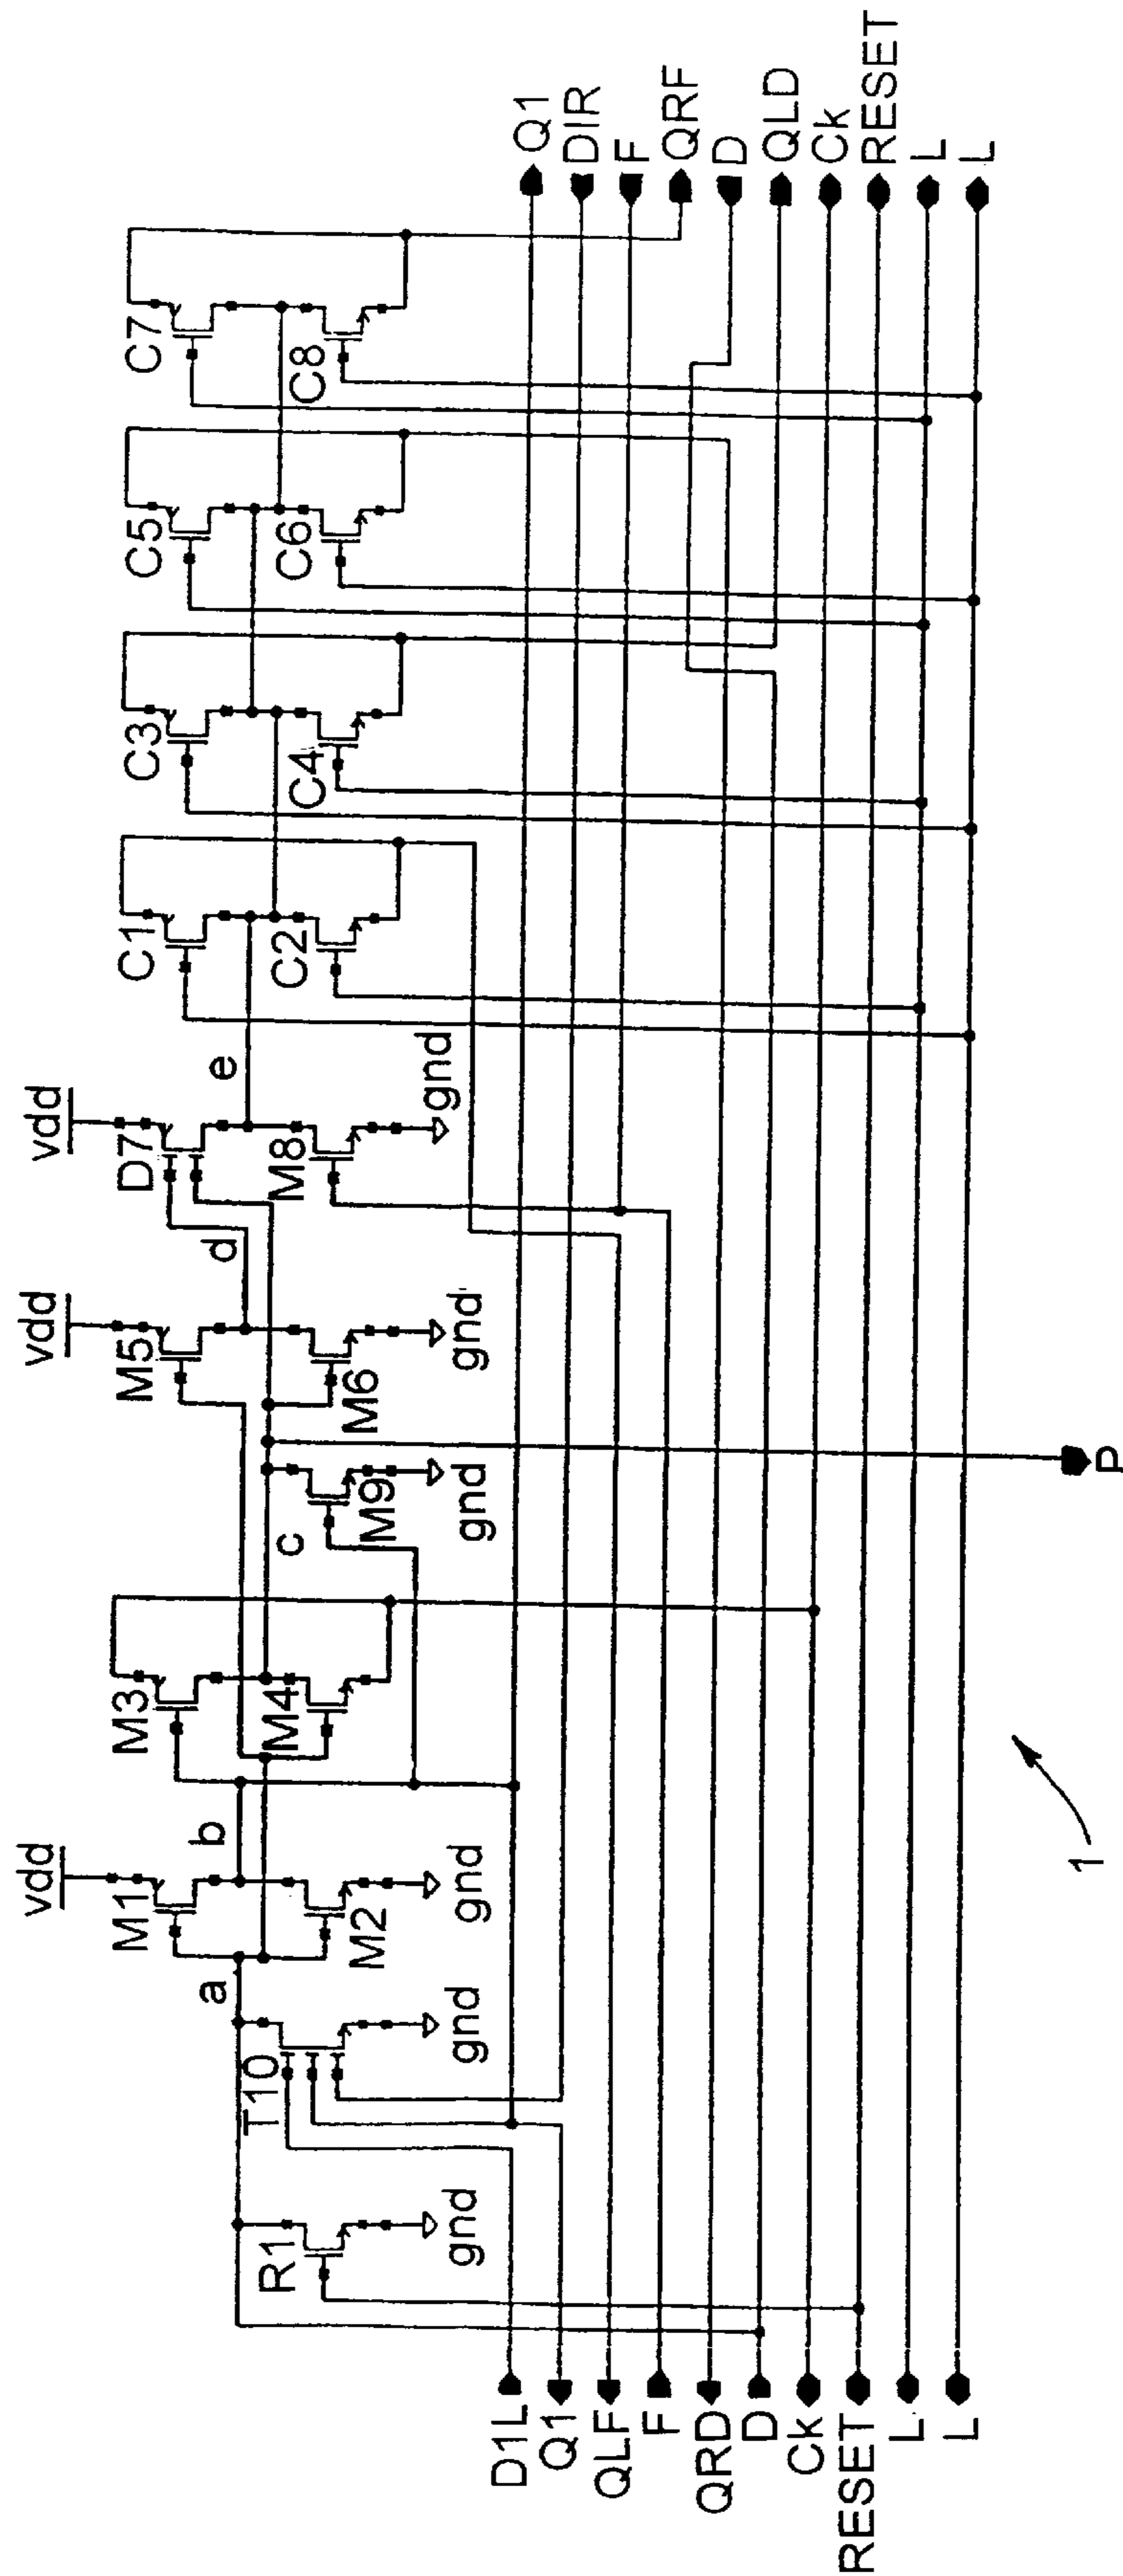 vdd
vdd
vdd
a
b
c
d
e
R1
T10
M1
M2
M3
M4
M9
M5
M6
D7
M8
C1
C2
C3
C4
C5
C6
C7
C8
gnd
gnd
gnd
gnd
gnd
gnd
D1L
Q1
QLF
F
QRD
D
Ck
RESET
L
L
Q1
DIR
F
QRF
D
QLD
Ck
RESET
L
L
P
1